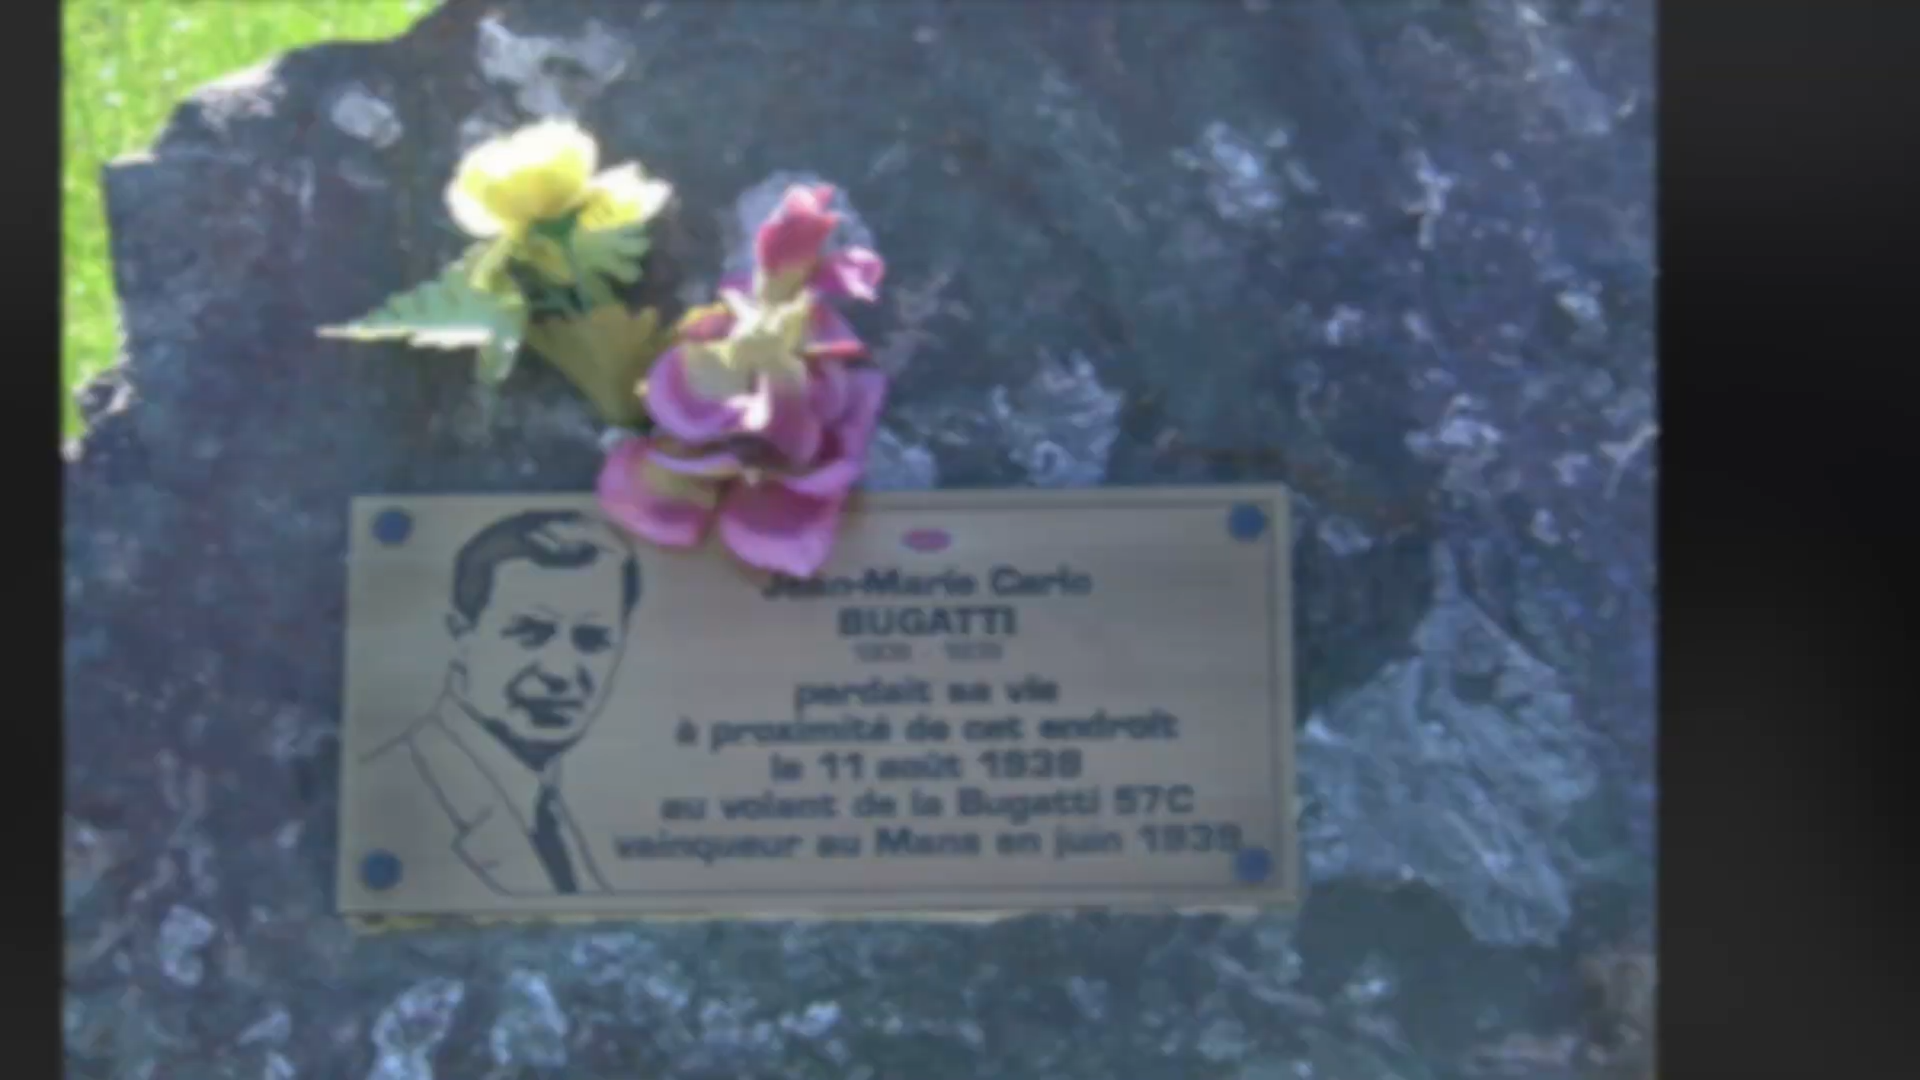 Jean-Marie Carlo
BUGATTI
perdait sa vie
à proximité de cet endroit
le 11 août 1939
au volant de la Bugatti 57C
vainqueur au Mans en juin 1939